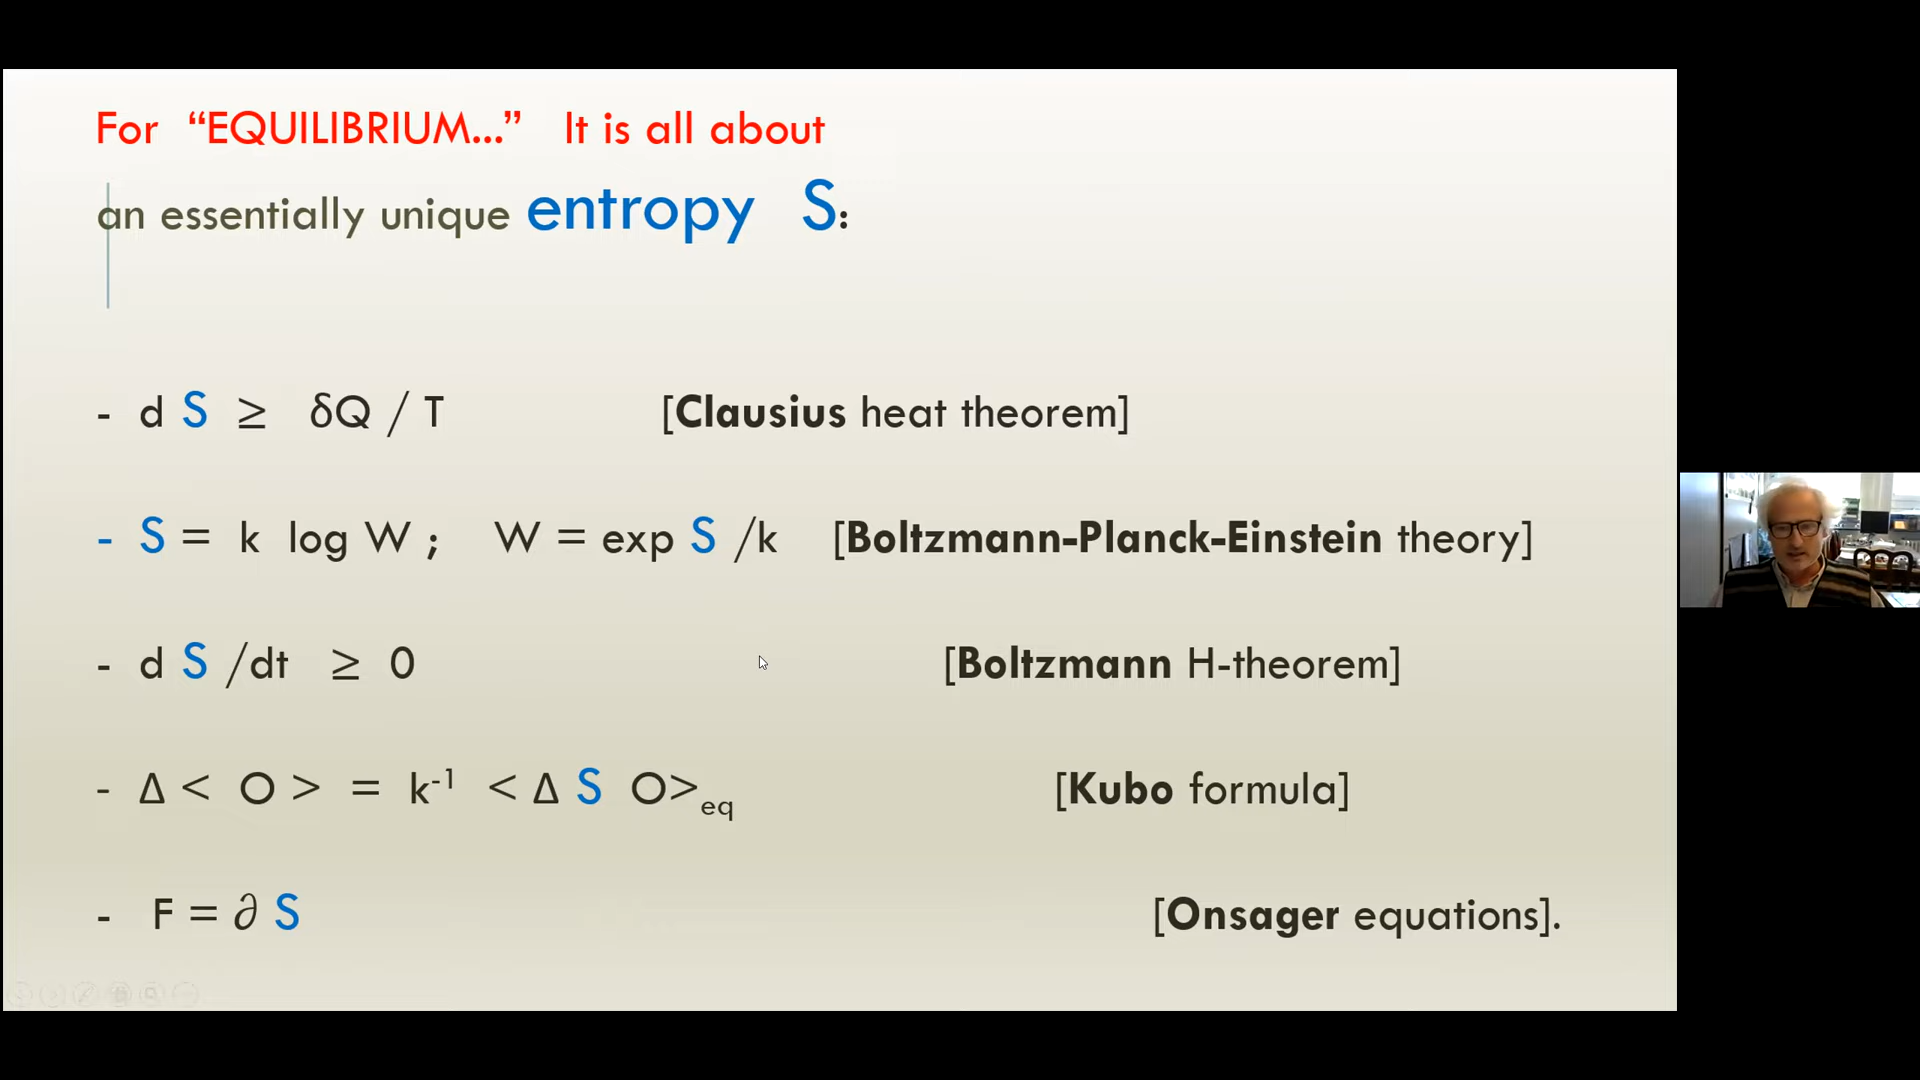 For “EQUILIBRIUM...” It is all about
an essentially unique entropy S:
- d S ≥ δQ / T [Clausius heat theorem]
- S = k log W ; W = exp S /k [Boltzmann-Planck-Einstein theory]
- d S /dt ≥ 0 [Boltzmann H-theorem]
- Δ < O > = k⁻¹ < Δ S O>eq [Kubo formula]
- F = ∂ S [Onsager equations].